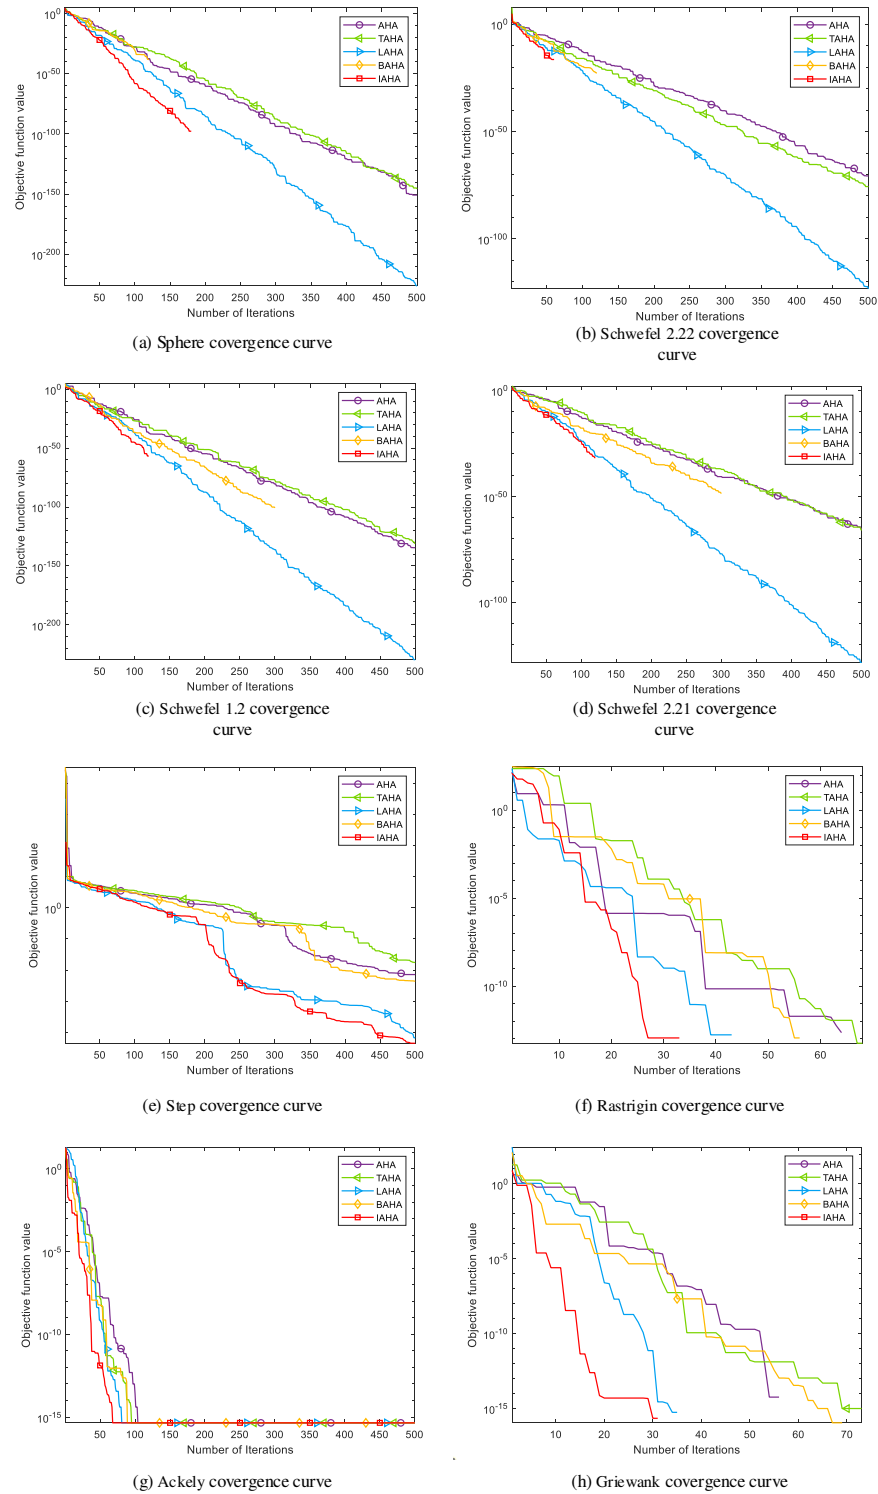 Objective function value
10^0
10^-50
10^-100
10^-150
10^-200
50 100 150 200 250 300 350 400 450 500
Number of Iterations
AHA
TAHA
LAHA
BAHA
IAHA
(a) Sphere covergence curve
Objective function value
10^0
10^-50
10^-100
50 100 150 200 250 300 350 400 450 500
Number of Iterations
AHA
TAHA
LAHA
BAHA
IAHA
(b) Schwefel 2.22 covergence
curve
Objective function value
10^0
10^-50
10^-100
10^-150
10^-200
50 100 150 200 250 300 350 400 450 500
Number of Iterations
AHA
TAHA
LAHA
BAHA
IAHA
(c) Schwefel 1.2 covergence
curve
Objective function value
10^0
10^-50
10^-100
50 100 150 200 250 300 350 400 450 500
Number of Iterations
AHA
TAHA
LAHA
BAHA
IAHA
(d) Schwefel 2.21 covergence
curve
Objective function value
10^0
50 100 150 200 250 300 350 400 450 500
Number of Iterations
AHA
TAHA
LAHA
BAHA
IAHA
(e) Step covergence curve
Objective function value
10^0
10^-5
10^-10
10 20 30 40 50 60
Number of Iterations
AHA
TAHA
LAHA
BAHA
IAHA
(f) Rastrigin covergence curve
Objective function value
10^0
10^-5
10^-10
10^-15
50 100 150 200 250 300 350 400 450 500
Number of Iterations
AHA
TAHA
LAHA
BAHA
IAHA
(g) Ackely covergence curve
Objective function value
10^0
10^-5
10^-10
10^-15
10 20 30 40 50 60 70
Number of Iterations
AHA
TAHA
LAHA
BAHA
IAHA
(h) Griewank covergence curve